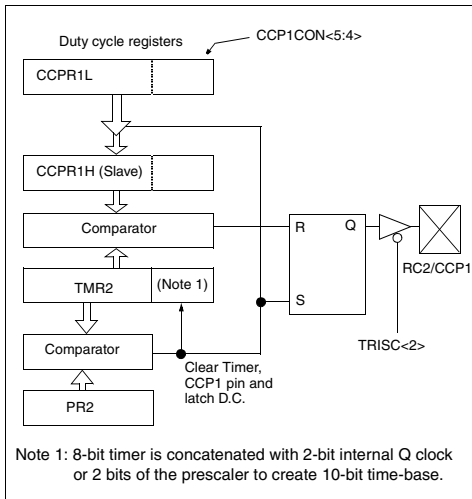 Duty cycle registers
CCP1CON<5:4>
CCPR1L
CCPR1H (Slave)
Comparator
R
Q
RC2/CCP1
TMR2
(Note 1)
S
TRISC<2>
Comparator
Clear Timer,
CCP1 pin and
latch D.C.
PR2
Note 1: 8-bit timer is concatenated with 2-bit internal Q clock
or 2 bits of the prescaler to create 10-bit time-base.